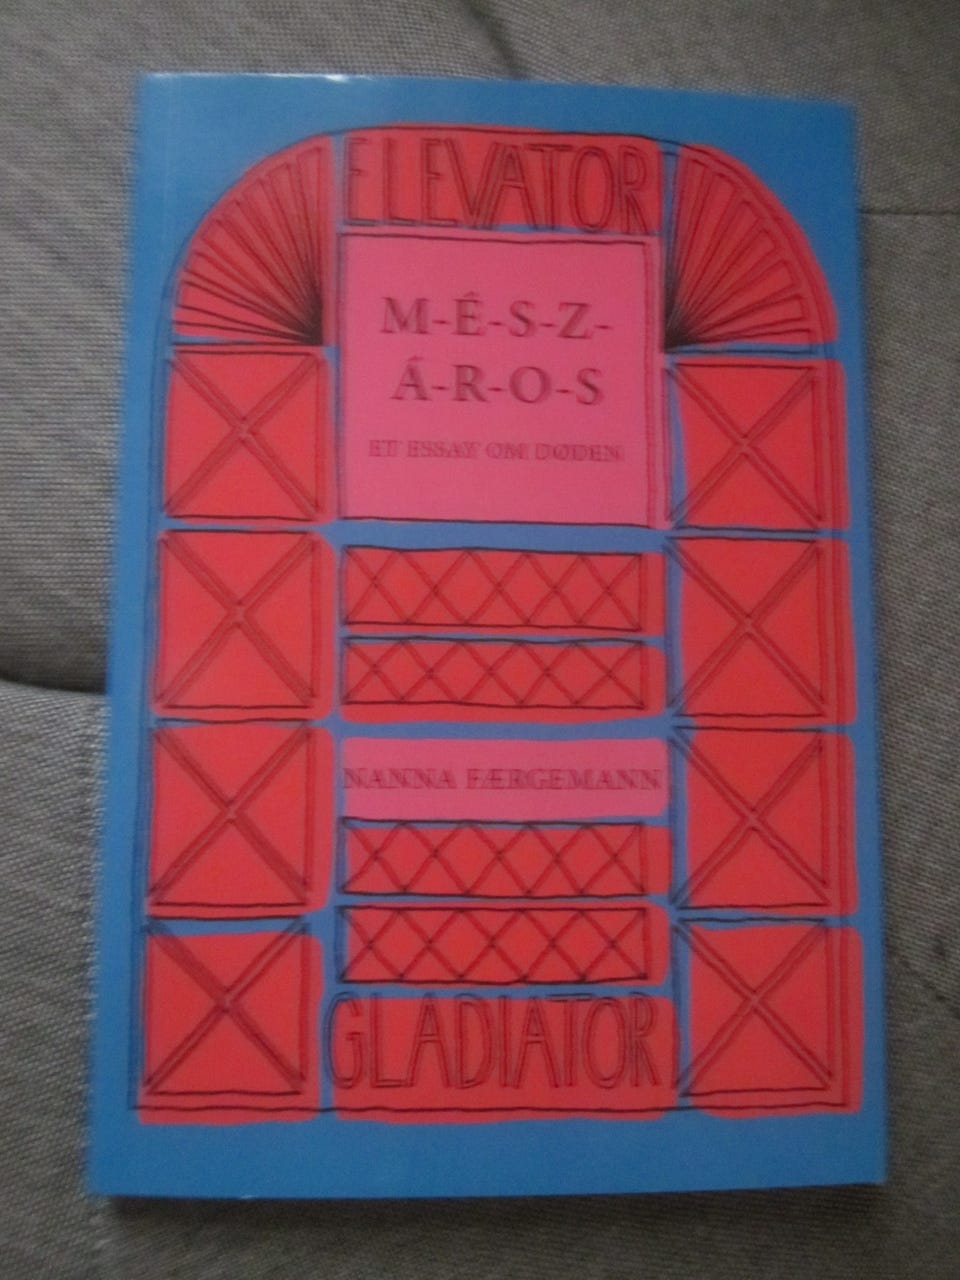 ELEVATOR
M-Ê-S-Z-
Á-R-O-S
ET ESSAY OM DØDEN
NANNA FÆRGEMANN
GLADIATOR